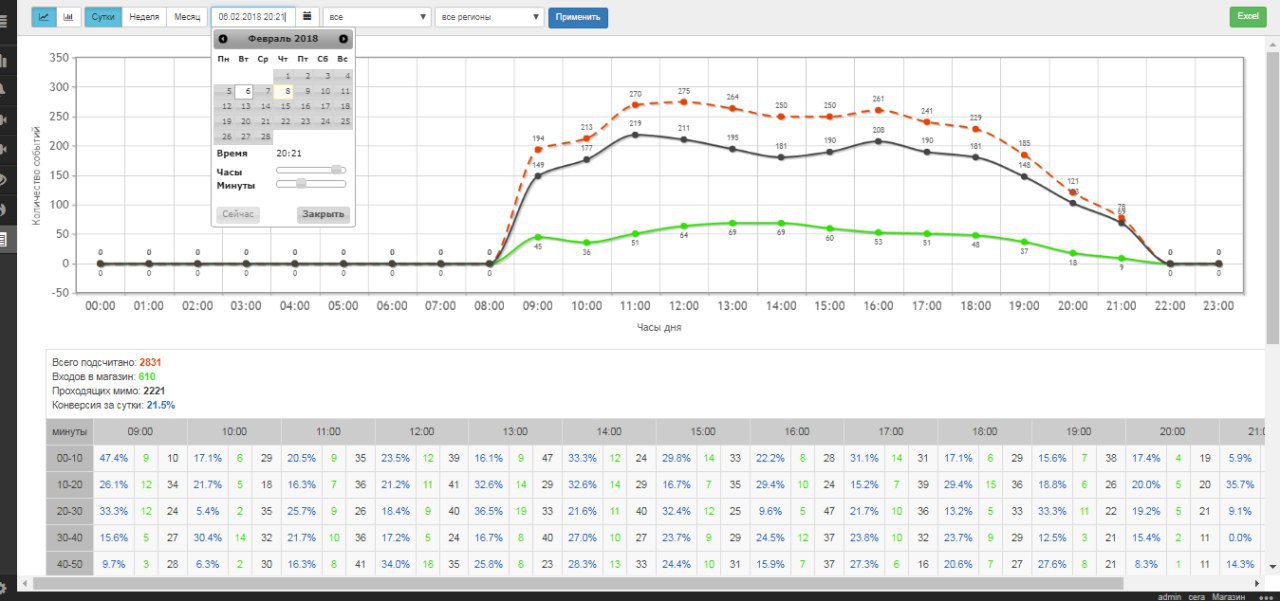 Сутки Неделя Месяц 06.02.2018 20:21 все все регионы Применить Excel
Февраль 2018
Пн Вт Ср Чт Пт Сб Вс
1 2 3 4
5 6 7 8 9 10 11
12 13 14 15 16 17 18
19 20 21 22 23 24 25
26 27 28
Время 20:21
Часы
Минуты
Сейчас Закрыть
Количество событий
350
300
250
200
150
100
50
0
-50
194 213 270 275 264 250 250 261 241 229 185 121 78
149 177 219 211 195 181 190 208 190 181 148
0 0 0 0 0 0 0 0 0 0 0
45 36 51 64 69 69 60 53 51 48 37 18 9
0 0 0 0 0 0 0 0 0 0 0
00:00 01:00 02:00 03:00 04:00 05:00 06:00 07:00 08:00 09:00 10:00 11:00 12:00 13:00 14:00 15:00 16:00 17:00 18:00 19:00 20:00 21:00 22:00 23:00
Часы дня
Всего подсчитано: 2831
Входов в магазин: 610
Проходящих мимо: 2221
Конверсия за сутки: 21.5%
минуты 09:00 10:00 11:00 12:00 13:00 14:00 15:00 16:00 17:00 18:00 19:00 20:00
00-10 47.4% 9 10 17.1% 6 29 20.5% 9 35 23.5% 12 39 16.1% 9 47 33.3% 12 24 29.8% 14 33 22.2% 8 28 31.1% 14 31 17.1% 6 29 15.6% 7 38 17.4% 4 19 5.9%
10-20 26.1% 12 34 21.7% 5 18 16.3% 7 36 21.2% 11 41 32.6% 14 29 32.6% 14 29 16.7% 7 35 29.4% 10 24 15.2% 7 39 29.4% 15 36 18.8% 6 26 20.0% 5 20 35.7%
20-30 33.3% 12 24 5.4% 2 35 25.7% 9 26 18.4% 9 40 36.5% 19 33 21.6% 11 40 32.4% 12 25 9.6% 5 47 21.7% 10 36 13.2% 5 33 33.3% 11 22 19.2% 5 21 9.1%
30-40 15.6% 5 27 30.4% 14 32 21.7% 10 36 17.2% 5 24 16.7% 8 40 27.0% 10 27 23.7% 9 29 24.5% 12 37 23.8% 10 32 23.7% 9 29 12.5% 3 21 15.4% 2 11 0.0%
40-50 9.7% 3 28 6.3% 2 30 16.3% 8 41 34.0% 18 35 25.8% 8 23 28.3% 13 33 24.4% 10 31 15.9% 7 37 27.3% 6 16 20.6% 7 27 27.6% 8 21 8.3% 1 11 14.3%
admin сега Магазин